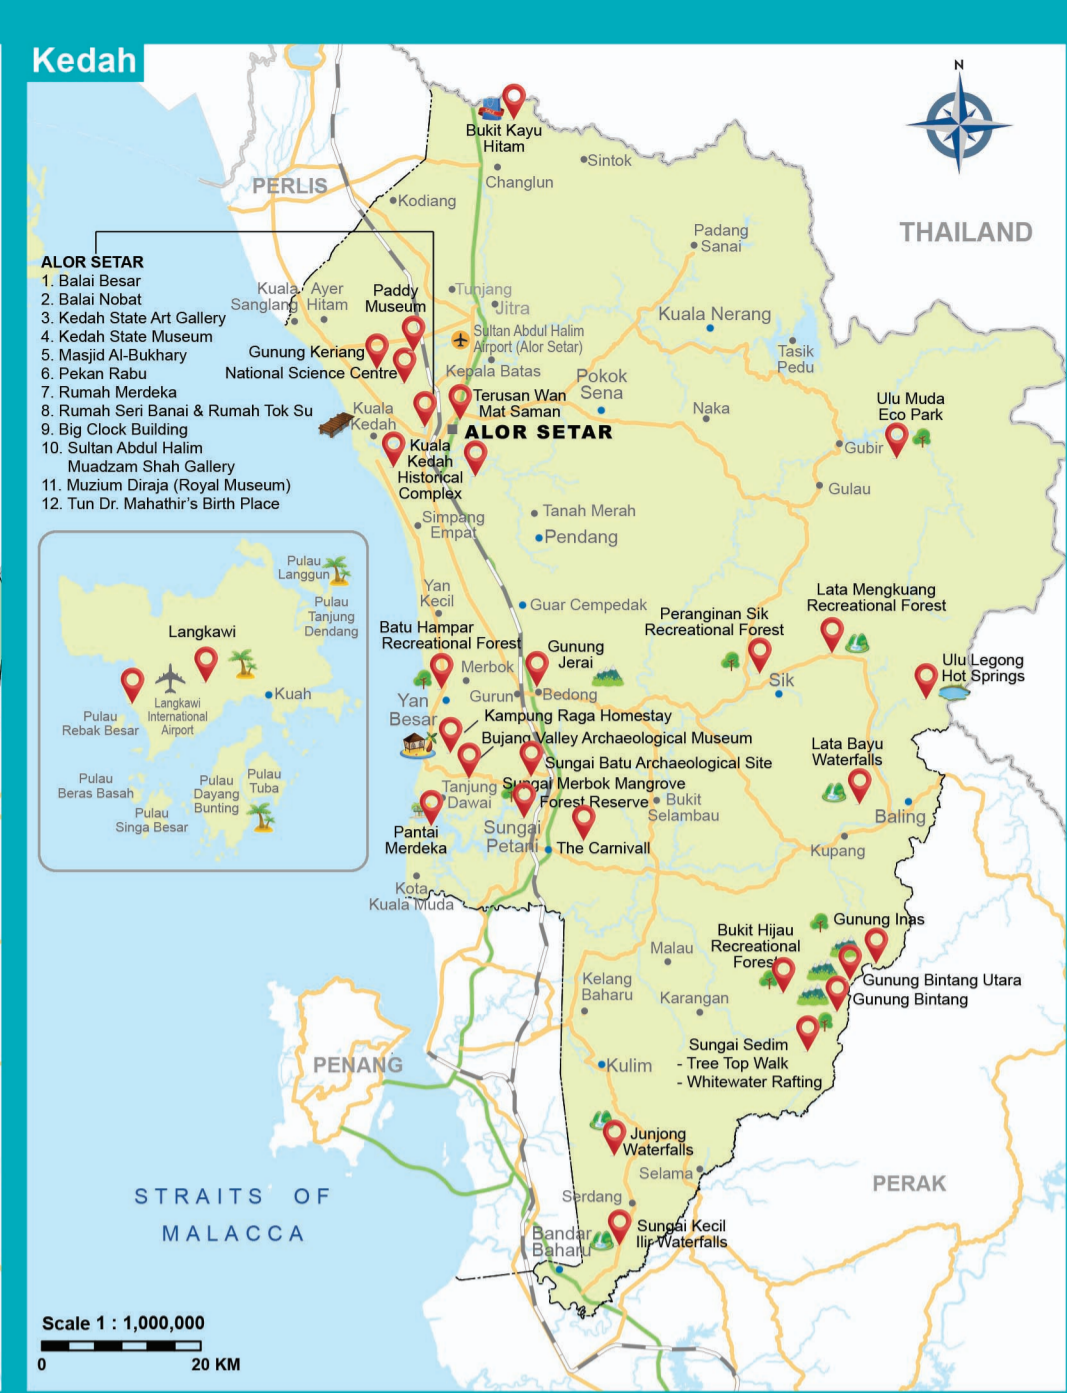 Kedah
N
Bukit Kayu
Hitam
Sintok
Changlun
PERLIS
Kodiang
THAILAND
Padang
Sanai
ALOR SETAR
1. Balai Besar
2. Balai Nobat
3. Kedah State Art Gallery
4. Kedah State Museum
5. Masjid Al-Bukhary
6. Pekan Rabu
7. Rumah Merdeka
8. Rumah Seri Banai & Rumah Tok Su
9. Big Clock Building
10. Sultan Abdul Halim
Muadzam Shah Gallery
11. Muzium Diraja (Royal Museum)
12. Tun Dr. Mahathir's Birth Place
Kuala
Sanglang
Ayer
Hitam
Paddy
Museum
Tunjang
Jitra
Kuala Nerang
Gunung Keriang
National Science Centre
Sultan Abdul Halim
Airport (Alor Setar)
Kepala Batas
Tasik
Pedu
Pokok
Sena
Terusan Wan
Mat Saman
Naka
Ulu Muda
Eco Park
Kuala
Kedah
ALOR SETAR
Gubir
Kuala
Kedah
Historical
Complex
Gulau
Simpang
Empat
Tanah Merah
Pendang
Pulau
Langgun
Pulau
Tanjung
Dendang
Langkawi
Kuah
Langkawi
International
Airport
Pulau
Rebak Besar
Pulau
Beras Basah
Pulau
Singa Besar
Pulau
Dayang
Bunting
Pulau
Tuba
Yan
Kecil
Guar Cempedak
Lata Mengkuang
Recreational Forest
Peranginan Sik
Recreational Forest
Batu Hampar
Recreational Forest
Gunung
Jerai
Merbok
Ulu Legong
Hot Springs
Sik
Yan
Besar
Gurun
Bedong
Kampung Raga Homestay
Bujang Valley Archaeological Museum
Sungai Batu Archaeological Site
Lata Bayu
Waterfalls
Tanjung
Dawai
Sungai Merbok Mangrove
Forest Reserve
Bukit
Selambau
Baling
Pantai
Merdeka
Sungai
Petani
The Carnivall
Kupang
Kota
Kuala Muda
Gunung Inas
Bukit Hijau
Recreational
Forest
Malau
Kelang
Baharu
Karangan
Gunung Bintang Utara
Gunung Bintang
Sungai Sedim
- Tree Top Walk
- Whitewater Rafting
PENANG
Kulim
Junjong
Waterfalls
Selama
PERAK
STRAITS OF
MALACCA
Serdang
Sungai Kecil
Ilir Waterfalls
Bandar
Baharu
Scale 1 : 1,000,000
0
20 KM